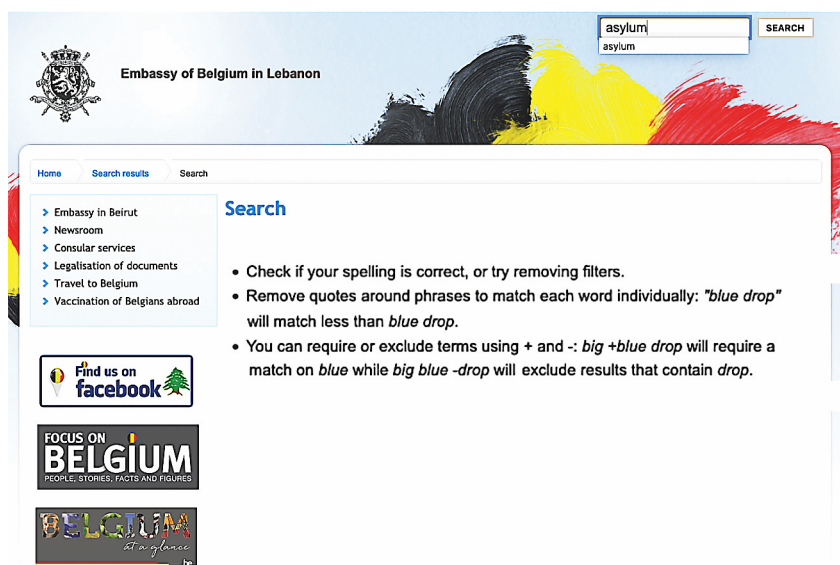 asylum
SEARCH
asylum
Embassy of Belgium in Lebanon
Home
Search results
Search
Embassy in Beirut
Newsroom
Consular services
Legalisation of documents
Travel to Belgium
Vaccination of Belgians abroad
Search
• Check if your spelling is correct, or try removing filters.
• Remove quotes around phrases to match each word individually: "blue drop"
will match less than blue drop.
• You can require or exclude terms using + and -: big +blue drop will require a
match on blue while big blue -drop will exclude results that contain drop.
Find us on
facebook
FOCUS ON
BELGIUM
PEOPLE, STORIES, FACTS AND FIGURES
BELGIUM
at a glance
.be